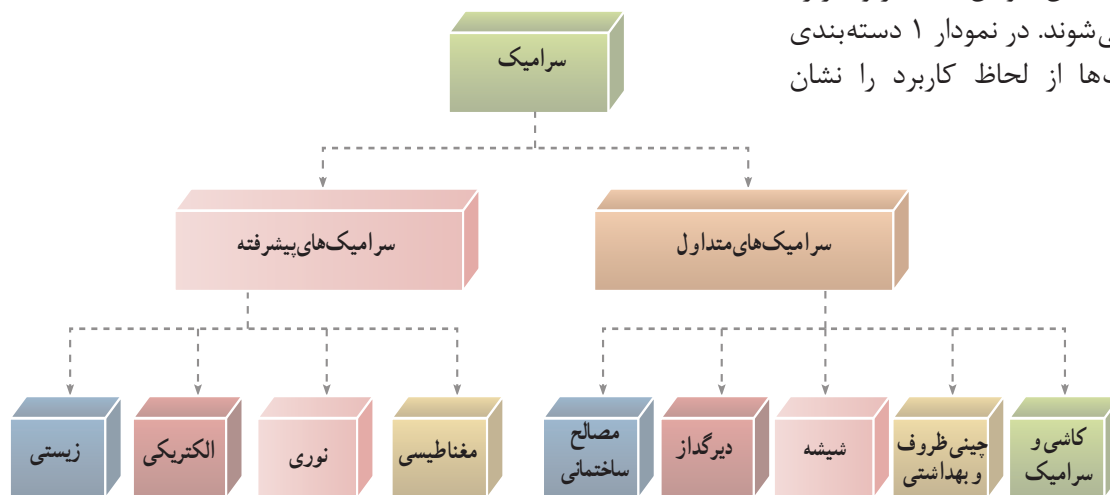 ی‌شوند. در نمودار ۱ دسته‌بندی
ها از لحاظ کاربرد را نشان
سرامیک
سرامیک‌های‌متداول
سرامیک‌های‌پیشرفته
کاشی و
سرامیک
چینی‌ظروف
و بهداشتی
شیشه
دیرگداز
مصالح
ساختمانی
مغناطیسی
نوری
الکتریکی
زیستی